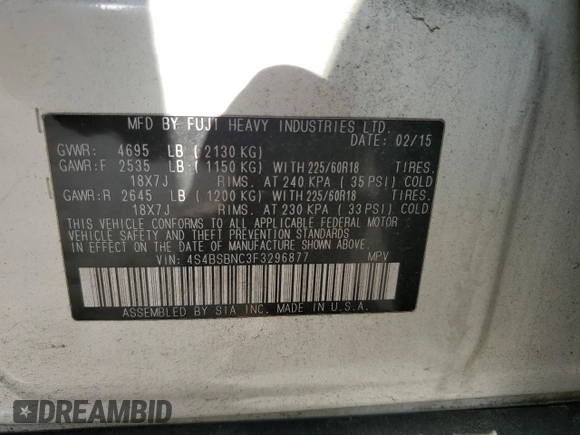 MFD BY FUJI HEAVY INDUSTRIES LTD.
DATE: 02/15
GVWR: 4695 LB ( 2130 KG)
GAWR:F 2535 LB ( 1150 KG) WITH 225/60R18 TIRES.
18X7J RIMS. AT 240 KPA ( 35 PSI) COLD
GAWR:R 2645 LB ( 1200 KG) WITH 225/60R18 TIRES.
18X7J RIMS. AT 230 KPA ( 33 PSI) COLD
THIS VEHICLE CONFORMS TO ALL APPLICABLE FEDERAL MOTOR
VEHICLE SAFETY AND THEFT PREVENTION STANDARDS
IN EFFECT ON THE DATE OF MANUFACTURE SHOWN ABOVE.
VIN: 4S4BSBNC3F3296877 MPV
ASSEMBLED BY SIA INC. MADE IN U.S.A.
DREAMBID